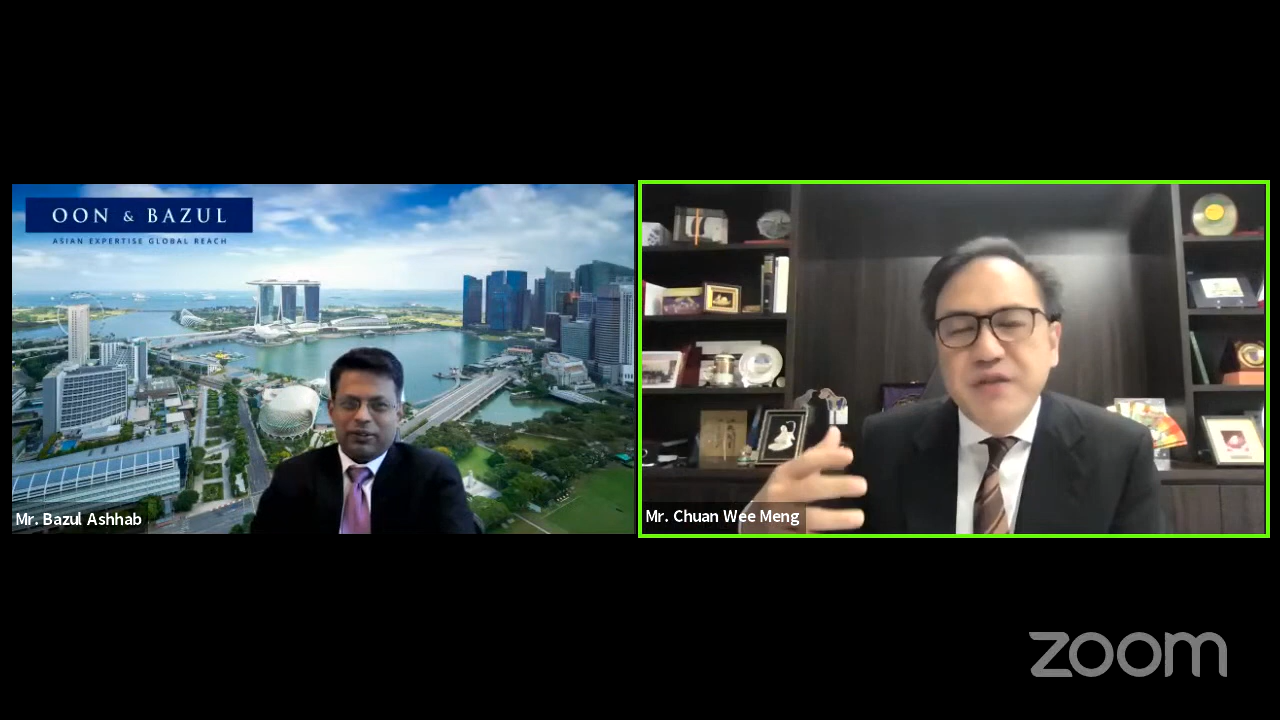 OON & BAZUL
ASIAN EXPERTISE GLOBAL REACH
Mr. Bazul Ashhab
Mr. Chuan Wee Meng
zoom